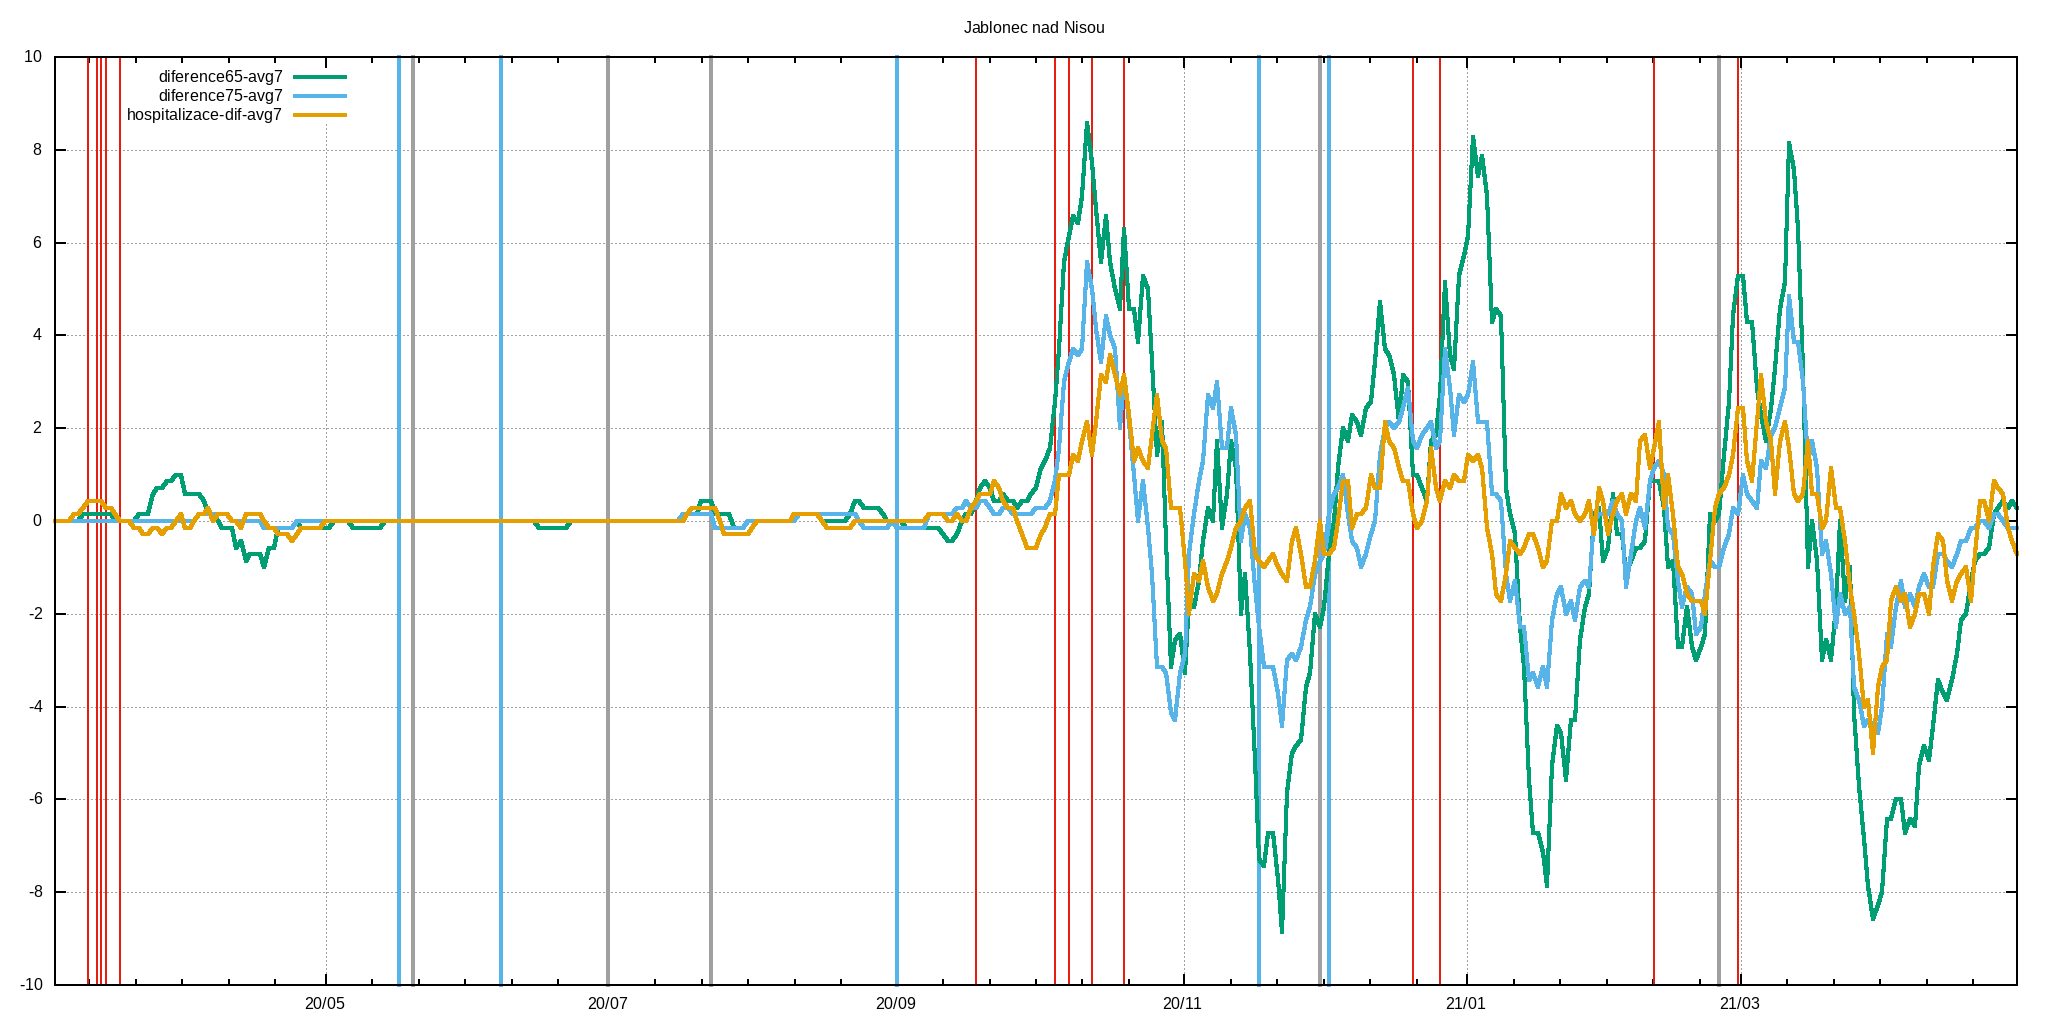 Jablonec nad Nisou
diference65-avg7
diference75-avg7
hospitalizace-dif-avg7
10
8
6
4
2
0
-2
-4
-6
-8
-10
20/05 20/07 20/09 20/11 21/01 21/03